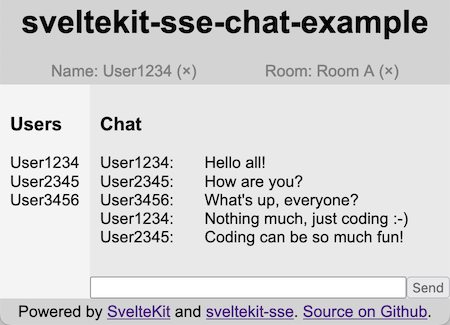 sveltekit-sse-chat-example
Name: User1234 (×) Room: Room A (×)
Users
User1234
User2345
User3456
Chat
User1234: Hello all!
User2345: How are you?
User3456: What's up, everyone?
User1234: Nothing much, just coding :-)
User2345: Coding can be so much fun!
Send
Powered by SvelteKit and sveltekit-sse. Source on Github.